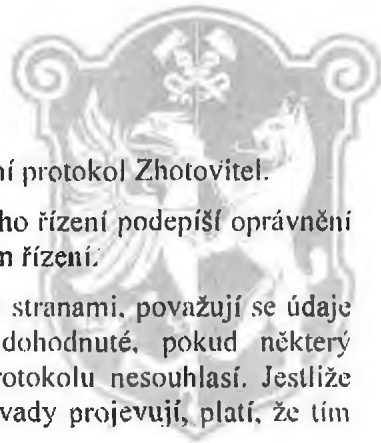 ní protokol Zhotovitel.
ho řízení podepíší oprávnění
m řízení.
stranami, považují se údaje
dohodnuté, pokud některý
rotokolu nesouhlasí. Jestliže
vady projevují, platí, že tím